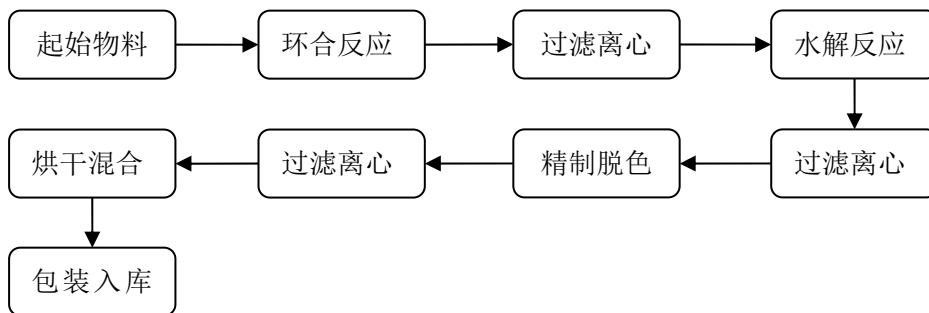 起始物料
环合反应
过滤离心
水解反应
过滤离心
精制脱色
过滤离心
烘干混合
包装入库